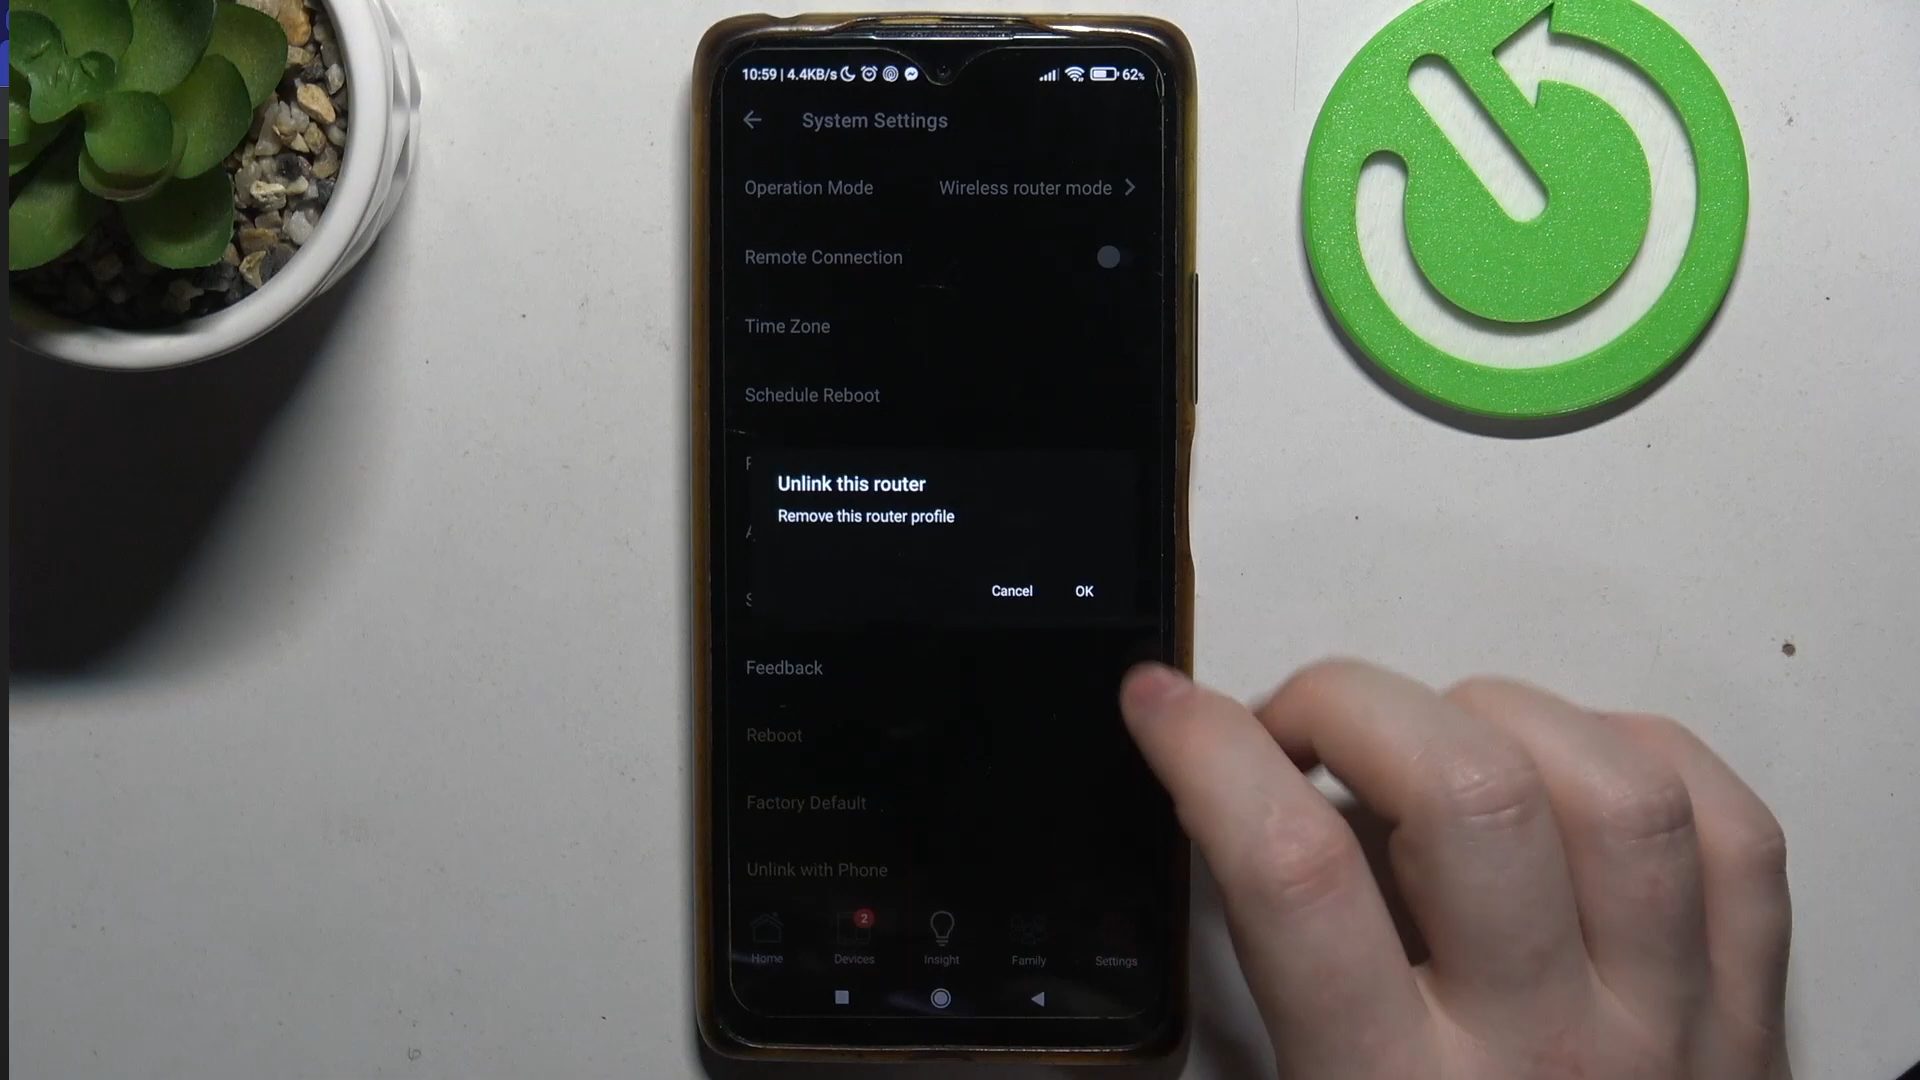 10:59 | 4.4KB/s 62%
System Settings
Operation Mode Wireless router mode
Remote Connection
Time Zone
Schedule Reboot
Unlink this router
Remove this router profile
Cancel OK
Feedback
Reboot
Factory Default
Unlink with Phone
2
Home Devices Insight Family Settings